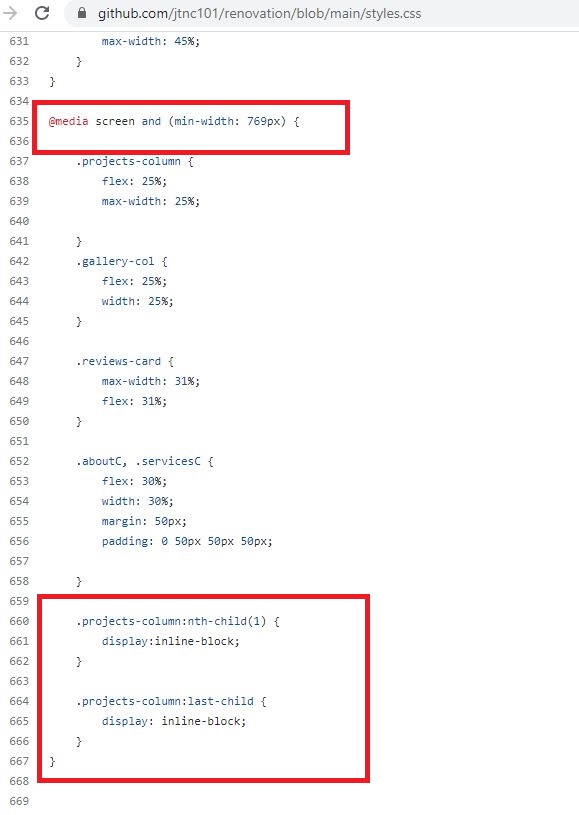 github.com/jtnc101/renovation/blob/main/styles.css
631 max-width: 45%;
632 }
633 }
634
635 @media screen and (min-width: 769px) {
636
637 .projects-column {
638 flex: 25%;
639 max-width: 25%;
640
641 }
642 .gallery-col {
643 flex: 25%;
644 width: 25%;
645 }
646
647 .reviews-card {
648 max-width: 31%;
649 flex: 31%;
650 }
651
652 .aboutC, .servicesC {
653 flex: 30%;
654 width: 30%;
655 margin: 50px;
656 padding: 0 50px 50px 50px;
657
658 }
659
660 .projects-column:nth-child(1) {
661 display:inline-block;
662 }
663
664 .projects-column:last-child {
665 display: inline-block;
666 }
667 }
668
669